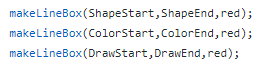 makeLineBox(ShapeStart,ShapeEnd,red);
makeLineBox(ColorStart,ColorEnd,red);
makeLineBox(DrawStart,DrawEnd,red);